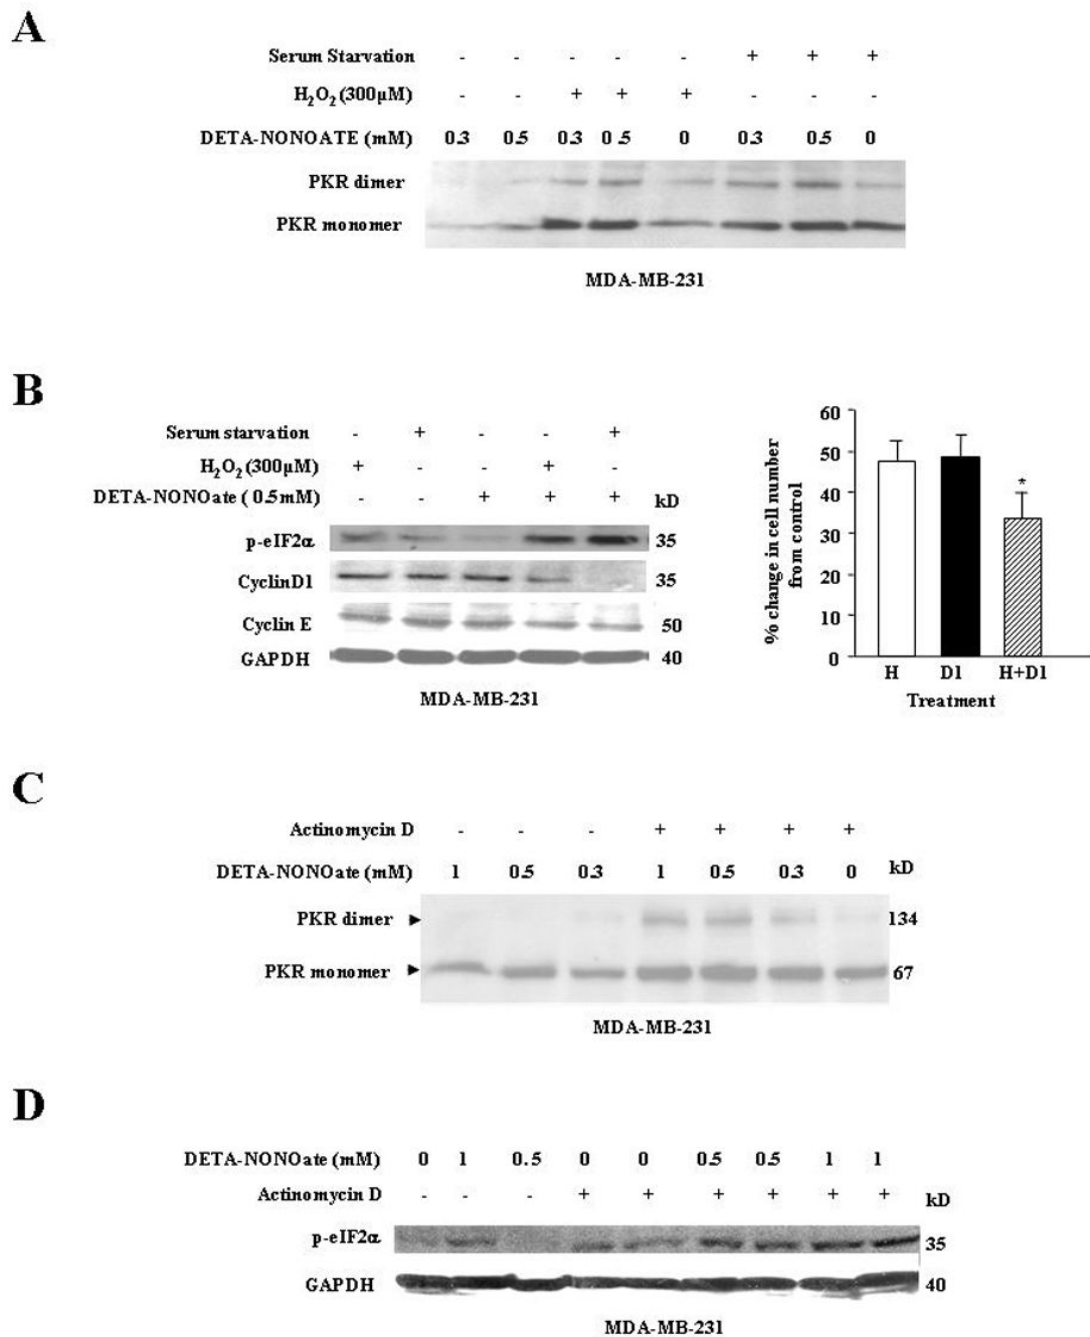 A
Serum Starvation - - - - - + + +
H2O2 (300µM) - - + + + - - -
DETA-NONOATE (mM) 0.3 0.5 0.3 0 5 0 0.3 0.5 0
PKR dimer
PKR monomer
MDA-MB-231
B
Serum starvation - + - - +
H2O2 (300µM) + - - + -
DETA-NONOate ( 0.5mM) - - + + + kD
p-eIF2α 35
CyclinD1 35
Cyclin E 50
GAPDH 40
MDA-MB-231
% change in cell number
from control
60
50
40
30
20
10
0
*
H D1 H+D1
Treatment
C
Actinomycin D - - - + + + +
DETA-NONOate (mM) 1 0.5 0.3 1 0.5 0.3 0 kD
PKR dimer 134
PKR monomer 67
MDA-MB-231
D
DETA-NONOate (mM) 0 1 0.5 0 0 0.5 0.5 1 1
Actinomycin D - - - + + + + + + kD
p-eIF2α 35
GAPDH 40
MDA-MB-231